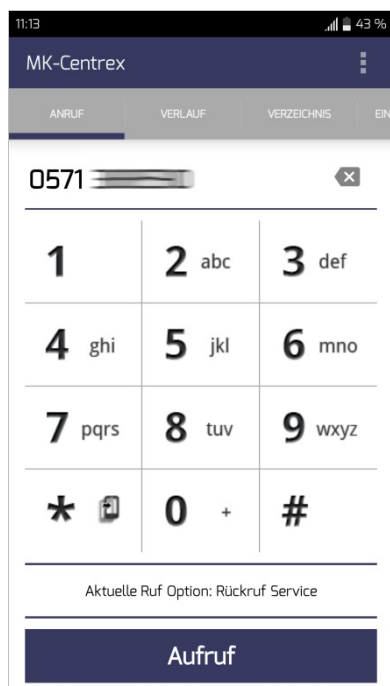 11:13 43 %
MK-Centrex
ANRUF VERLAUF VERZEICHNIS EIN
0571
1 2 abc 3 def
4 ghi 5 jkl 6 mno
7 pqrs 8 tuv 9 wxyz
* 0 + #
Aktuelle Ruf Option: Rückruf Service
Aufruf